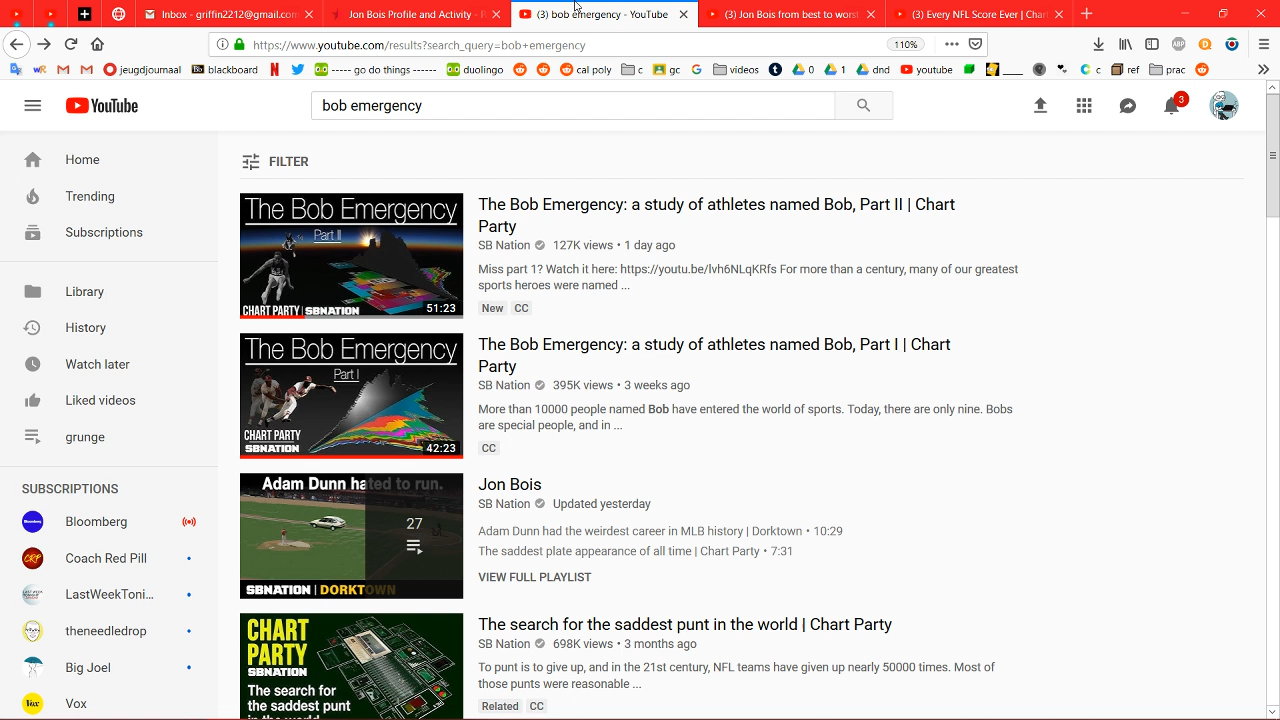 Inbox - griffin2212@gmail.com
Jon Bois Profile and Activity - R
(3) bob emergency - YouTube
(3) Jon Bois from best to worst
(3) Every NFL Score Ever | Chart
https://www.youtube.com/results?search_query=bob+emergency
110%
jeugdjournaal
blackboard
---- go do things ------
duolingo
cal poly
c
gc
videos
0
1
dnd
youtube
____
c
ref
prac
YouTube
bob emergency
3
Home
Trending
Subscriptions
Library
History
Watch later
Liked videos
grunge
SUBSCRIPTIONS
Bloomberg
Coach Red Pill
LastWeekToni...
theneedledrop
Big Joel
Vox
FILTER
The Bob Emergency
Part II
CHART PARTY SBNATION
51:23
The Bob Emergency: a study of athletes named Bob, Part II | Chart
Party
SB Nation 127K views • 1 day ago
Miss part 1? Watch it here: https://youtu.be/lvh6NLqKRfs For more than a century, many of our greatest
sports heroes were named ...
New CC
The Bob Emergency
Part I
CHART PARTY
SBNATION
42:23
The Bob Emergency: a study of athletes named Bob, Part I | Chart
Party
SB Nation 395K views • 3 weeks ago
More than 10000 people named Bob have entered the world of sports. Today, there are only nine. Bobs
are special people, and in ...
CC
Adam Dunn hated to run.
27
SBNATION | DORKTOWN
Jon Bois
SB Nation Updated yesterday
Adam Dunn had the weirdest career in MLB history | Dorktown • 10:29
The saddest plate appearance of all time | Chart Party • 7:31
VIEW FULL PLAYLIST
CHART
PARTY
SBNATION
The search for
the saddest punt
in the world
The search for the saddest punt in the world | Chart Party
SB Nation 698K views • 3 months ago
To punt is to give up, and in the 21st century, NFL teams have given up nearly 50000 times. Most of
those punts were reasonable ...
Related CC